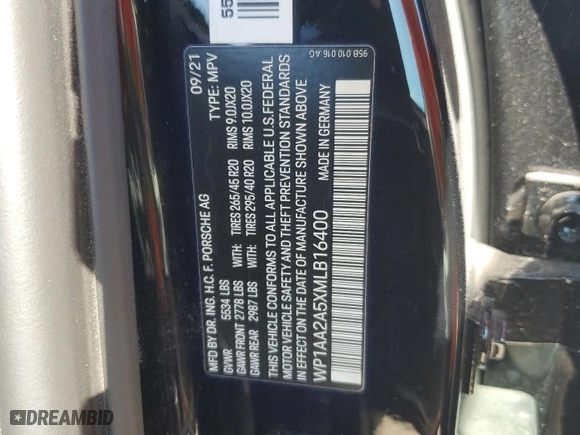 55
95B.010.016 AG
MFD BY DR. ING. H.C. F. PORSCHE AG 09/21
GVWR 5534 LBS TYPE: MPV
GAWR FRONT 2778 LBS WITH: TIRES 265/45 R20 RIMS 9.0JX20
GAWR REAR 2987 LBS WITH: TIRES 295/40 R20 RIMS 10.0JX20
THIS VEHICLE CONFORMS TO ALL APPLICABLE U.S. FEDERAL
MOTOR VEHICLE SAFETY AND THEFT PREVENTION STANDARDS
IN EFFECT ON THE DATE OF MANUFACTURE SHOWN ABOVE
WP1AA2A5XMLB16400 MADE IN GERMANY
DREAMBID